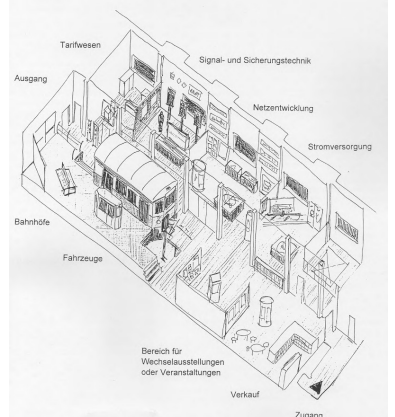 Tarifwesen
Signal- und Sicherungstechnik
Ausgang
Netzentwicklung
Stromversorgung
Bahnhöfe
Fahrzeuge
Bereich für
Wechselausstellungen
oder Veranstaltungen
Verkauf
Zugang